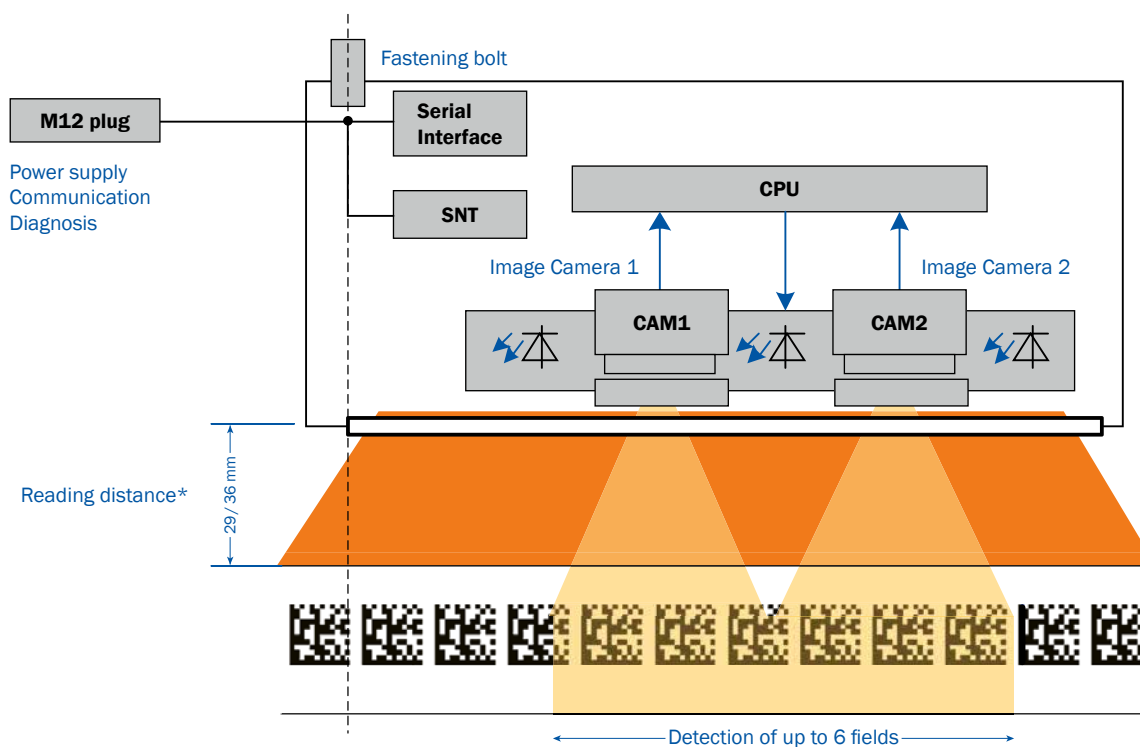 Fastening bolt
M12 plug
Serial
Interface
Power supply
Communication
Diagnosis
SNT
CPU
Image Camera 1
Image Camera 2
CAM1
CAM2
Reading distance*
29/36 mm
Detection of up to 6 fields